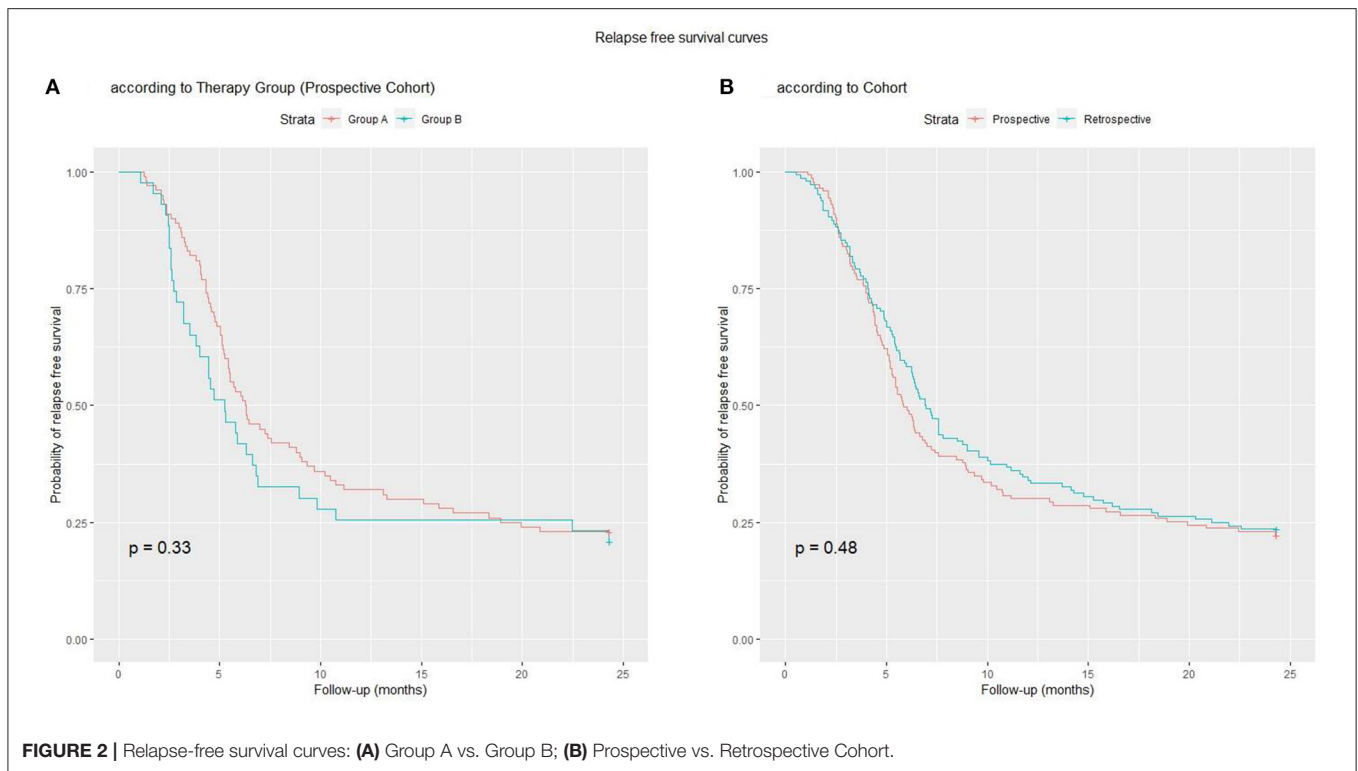 Relapse free survival curves
A according to Therapy Group (Prospective Cohort)
Strata Group A Group B
1.00
0.75
0.50
0.25
0.00
Probability of relapse free survival
p = 0.33
0 5 10 15 20 25
Follow-up (months)
B according to Cohort
Strata Prospective Retrospective
1.00
0.75
0.50
0.25
0.00
Probability of relapse free survival
p = 0.48
0 5 10 15 20 25
Follow-up (months)
FIGURE 2 | Relapse-free survival curves: (A) Group A vs. Group B; (B) Prospective vs. Retrospective Cohort.